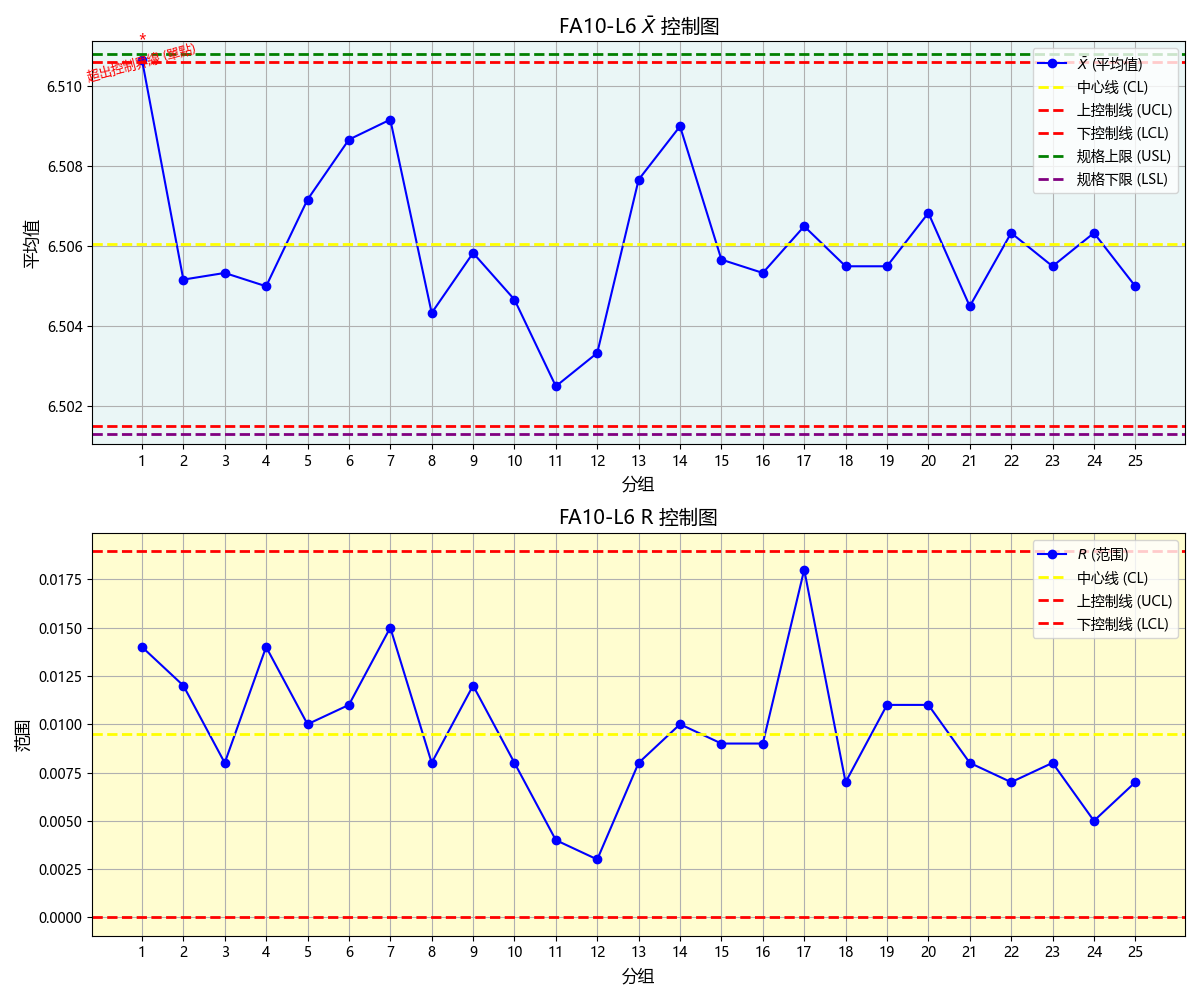 FA10-L6 X̄ 控制图
*
超出控制界線 (單點)
X̄ (平均值)
中心线 (CL)
上控制线 (UCL)
下控制线 (LCL)
规格上限 (USL)
规格下限 (LSL)
平均值
6.510
6.508
6.506
6.504
6.502
1 2 3 4 5 6 7 8 9 10 11 12 13 14 15 16 17 18 19 20 21 22 23 24 25
分组
FA10-L6 R 控制图
R (范围)
中心线 (CL)
上控制线 (UCL)
下控制线 (LCL)
范围
0.0175
0.0150
0.0125
0.0100
0.0075
0.0050
0.0025
0.0000
1 2 3 4 5 6 7 8 9 10 11 12 13 14 15 16 17 18 19 20 21 22 23 24 25
分组